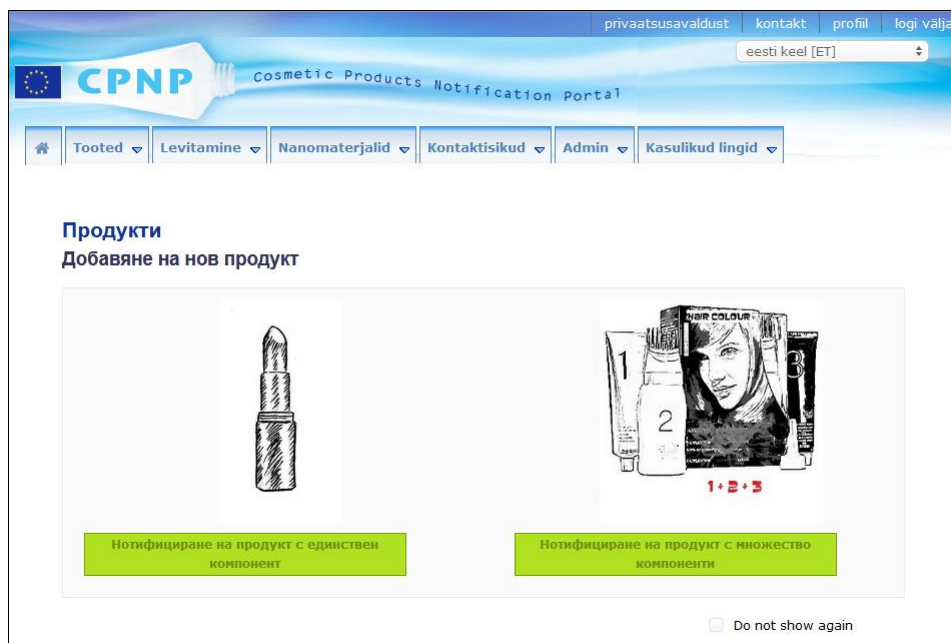 privaatsusavaldust kontakt profiil logi välja
eesti keel [ET]
CPNP Cosmetic Products Notification Portal
Tooted Levitamine Nanomaterjalid Kontaktisikud Admin Kasulikud lingid
Продукти
Добавяне на нов продукт
HAIR COLOUR
1
3
2
1+2+3
Нотифициране на продукт с единствен
компонент
Нотифициране на продукт с множество
компоненти
Do not show again